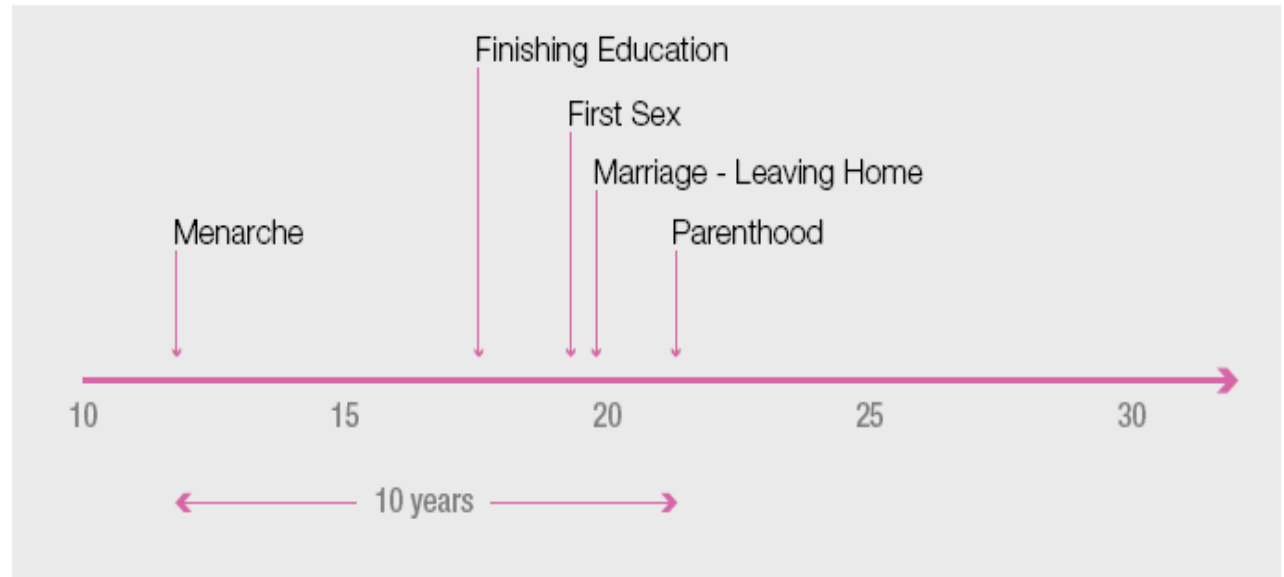 Finishing Education
First Sex
Marriage - Leaving Home
Menarche
Parenthood
10
15
20
25
30
10 years